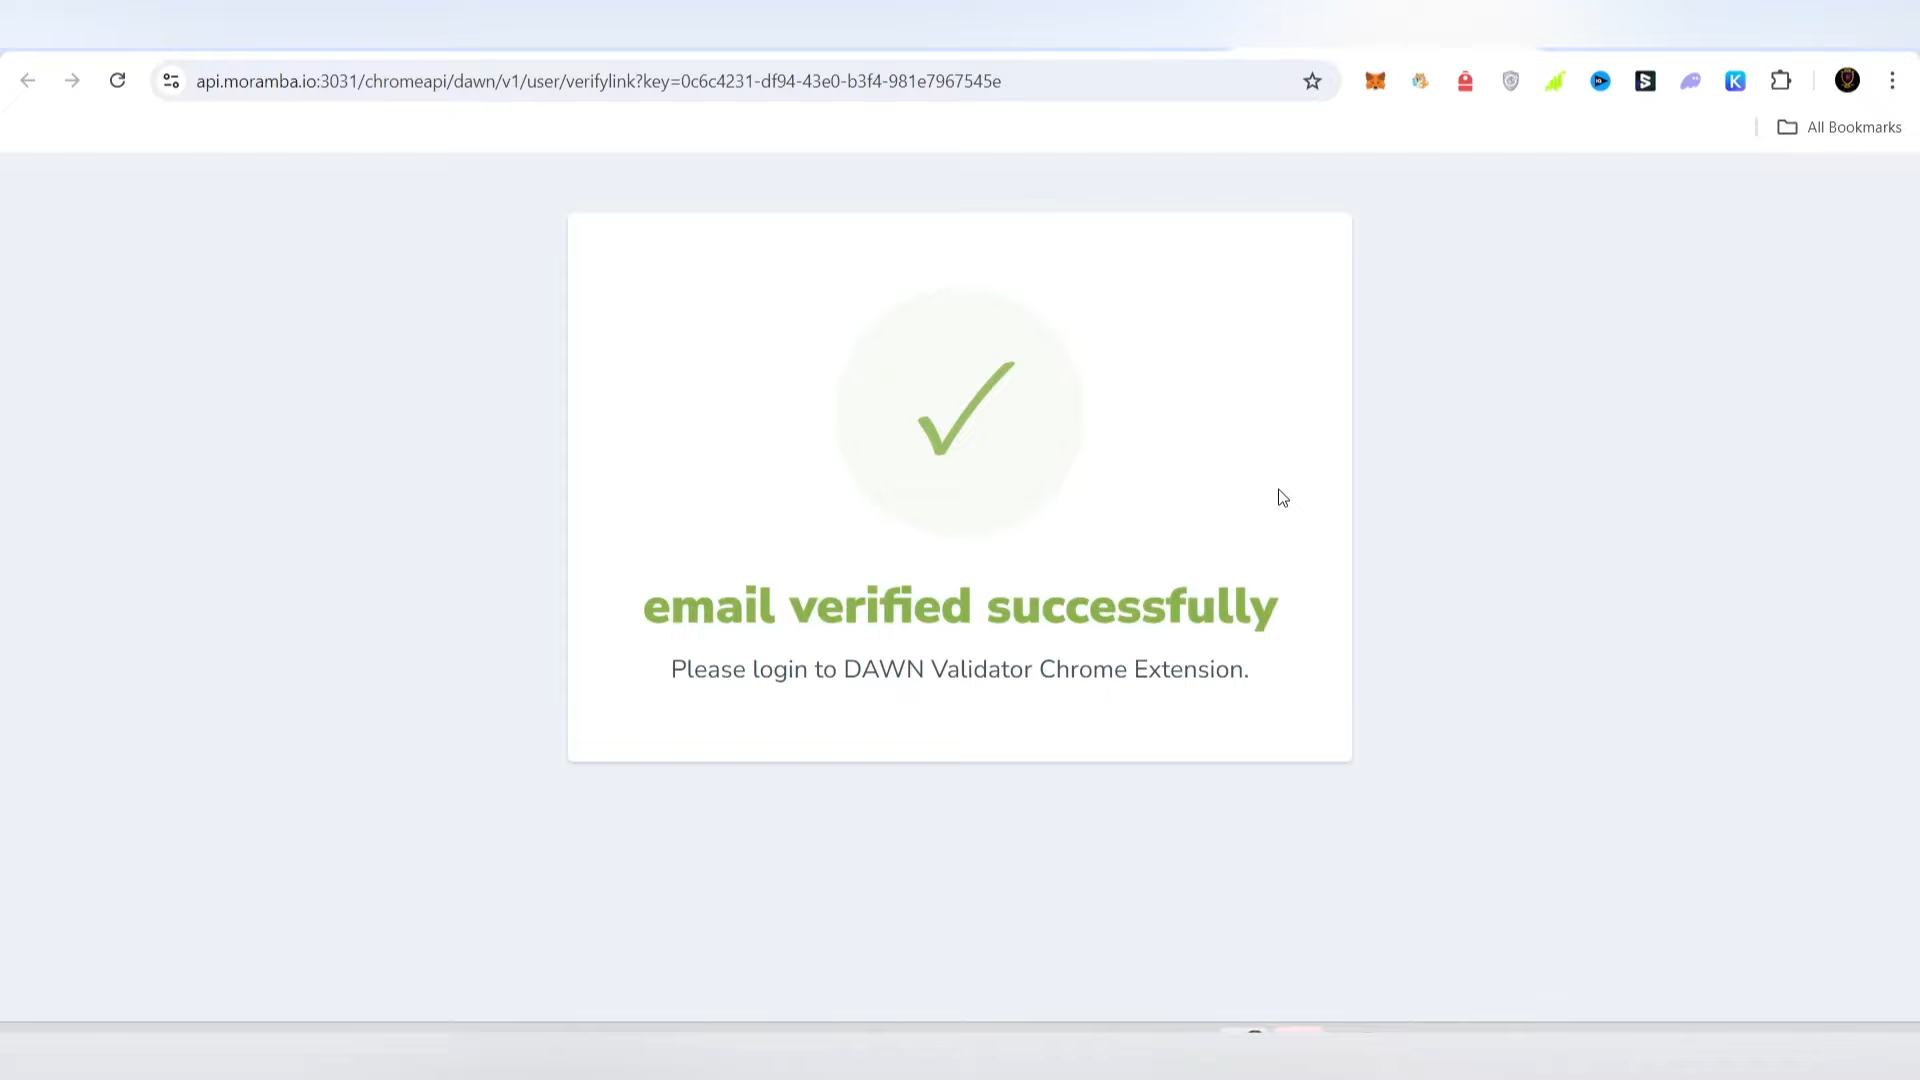 api.moramba.io:3031/chromeapi/dawn/v1/user/verifylink?key=0c6c4231-df94-43e0-b3f4-981e7967545e
All Bookmarks
email verified successfully
Please login to DAWN Validator Chrome Extension.